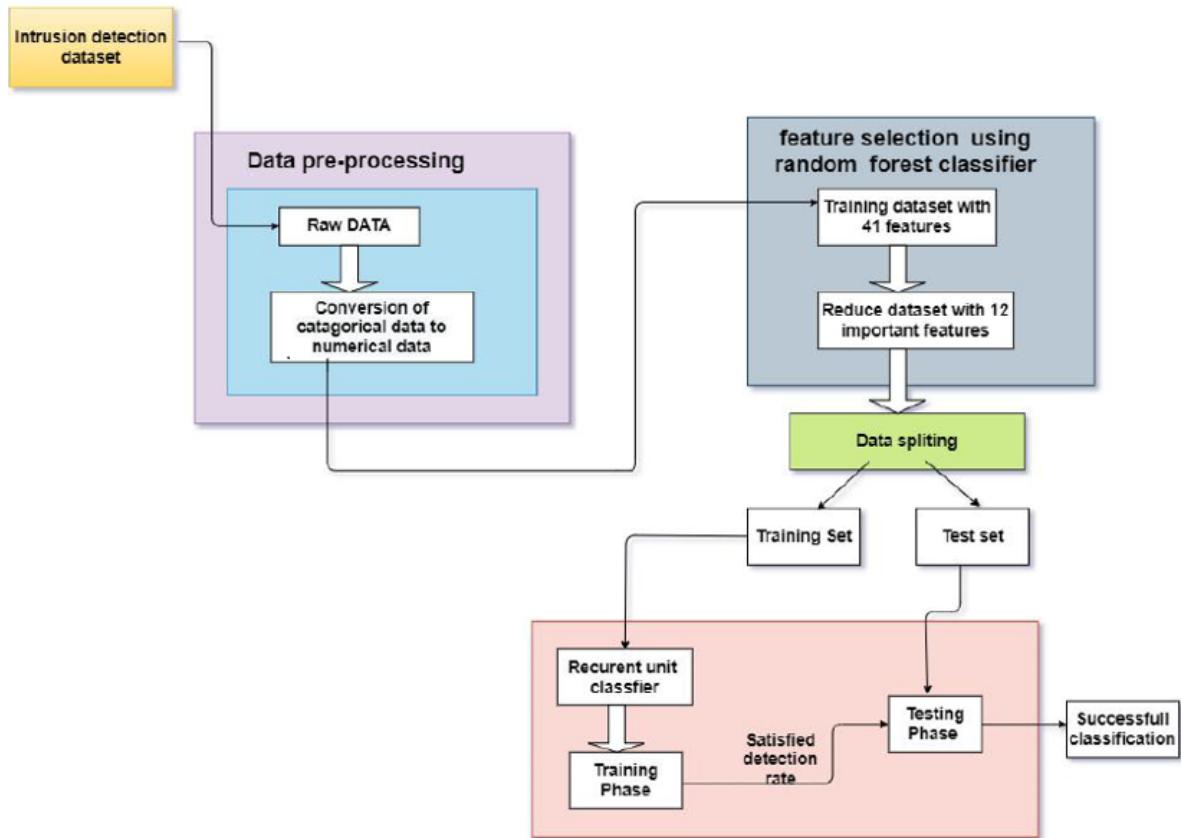 Intrusion detection
dataset
Data pre-processing
Raw DATA
Conversion of
catagorical data to
numerical data
feature selection using
random forest classifier
Training dataset with
41 features
Reduce dataset with 12
important features
Data spliting
Training Set
Test set
Recurent unit
classfier
Training
Phase
Satisfied
detection
rate
Testing
Phase
Successfull
classification